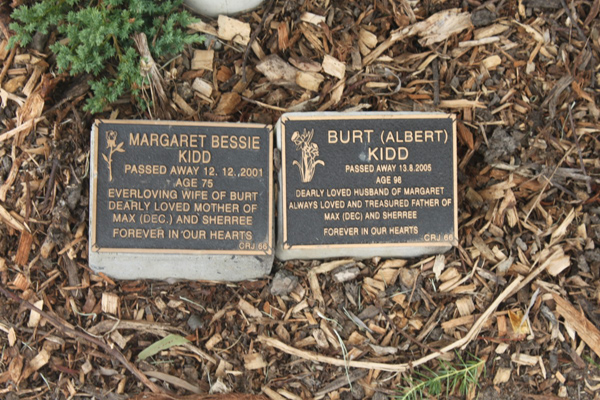 MARGARET BESSIE
KIDD
PASSED AWAY 12. 12. ,2001
AGE 75
EVERLOVING WIFE OF BURT
DEARLY LOVED MOTHER OF
MAX (DEC.) AND SHERREE
FOREVER IN OUR HEARTS
CRJ 66
BURT (ALBERT)
KIDD
PASSED AWAY 13.8.2005
AGE 96
DEARLY LOVED HUSBAND OF MARGARET
ALWAYS LOVED AND TREASURED FATHER OF
MAX (DEC) AND SHERREE
FOREVER IN OUR HEARTS
CRJ 66